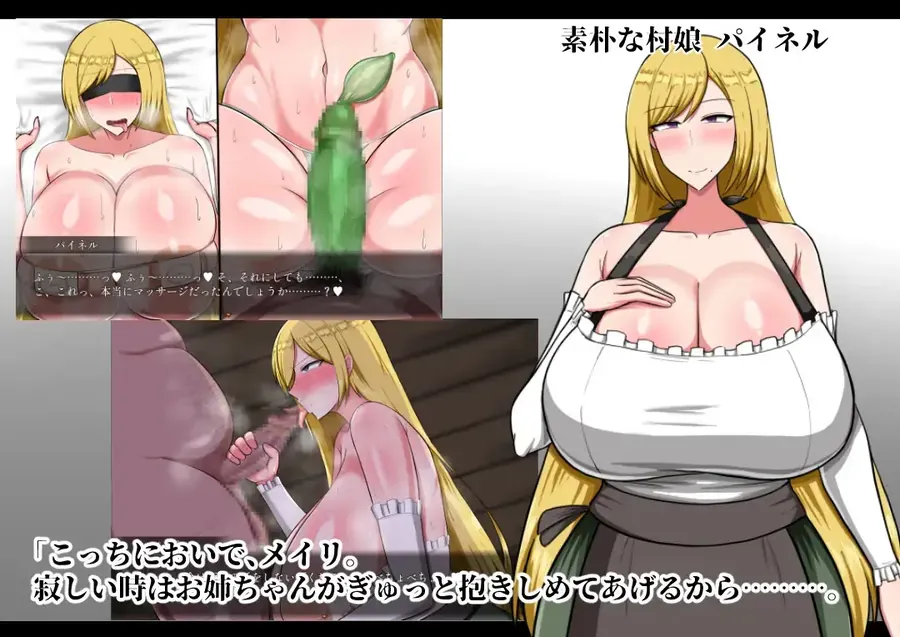 素朴な村娘 パイネル
パイネル
ふぅ～………っ♥ ふぅ～………っ♥ そ、それにしても………、
こ、これっ、本当にマッサージだったんでしょうか………？♥
「こっちにおいで、メイリ。
寂しい時はお姉ちゃんがぎゅっと抱きしめてあげるから………。